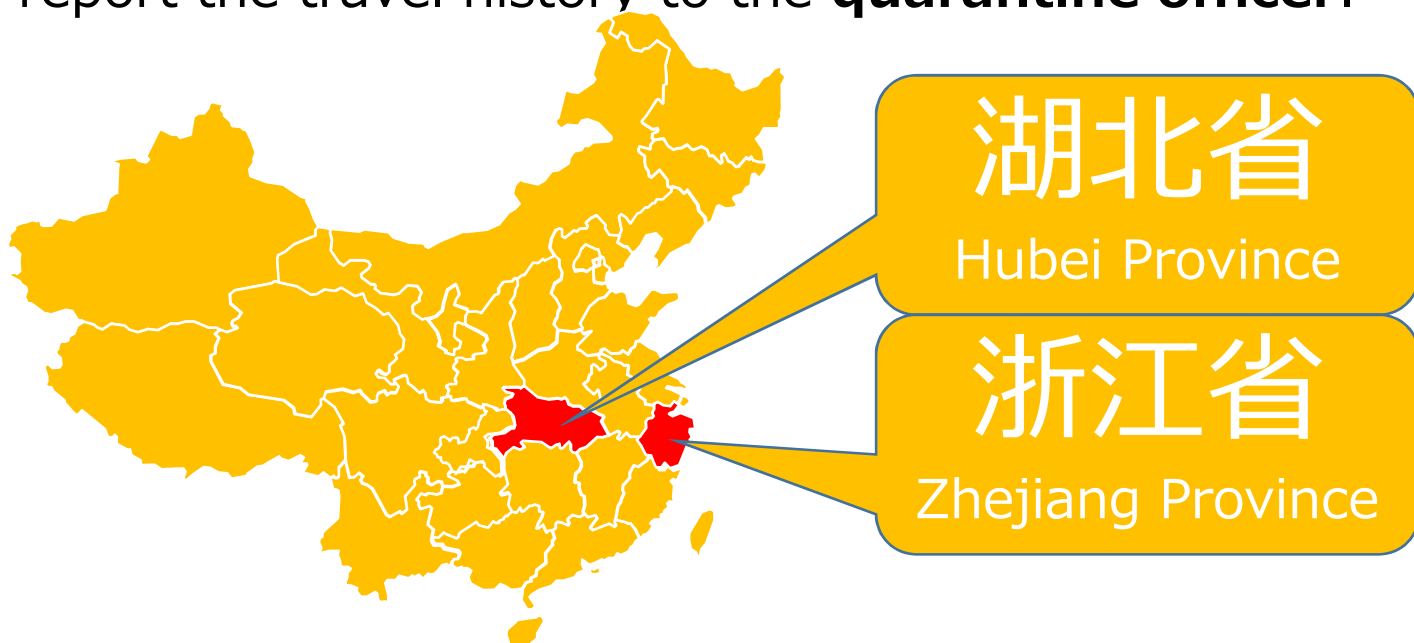 report the travel history to the quarantine officer.
湖北省
Hubei Province
浙江省
Zhejiang Province